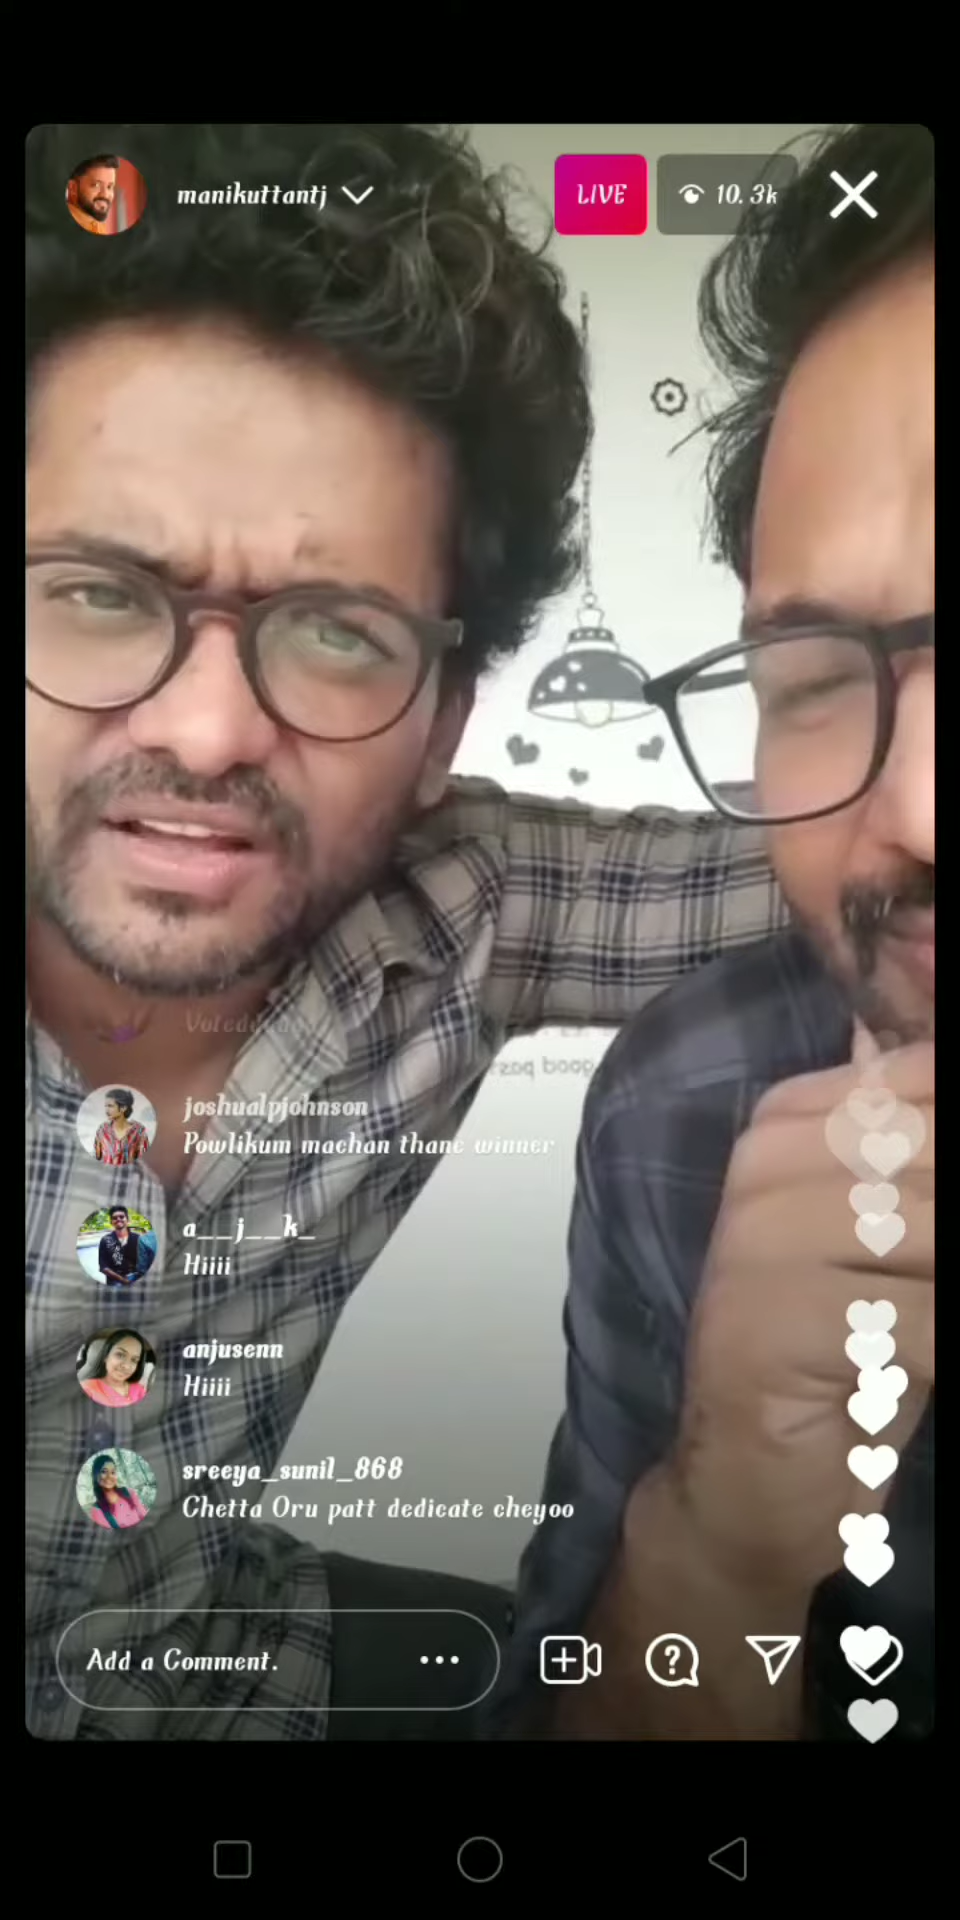 manikuttantj
LIVE
10.3k
joshualpjohnson
Powlikum machan thane winner
a__j__k_
Hiiii
anjusenn
Hiiii
sreeya_sunil_868
Chetta Oru patt dedicate cheyoo
Add a Comment.